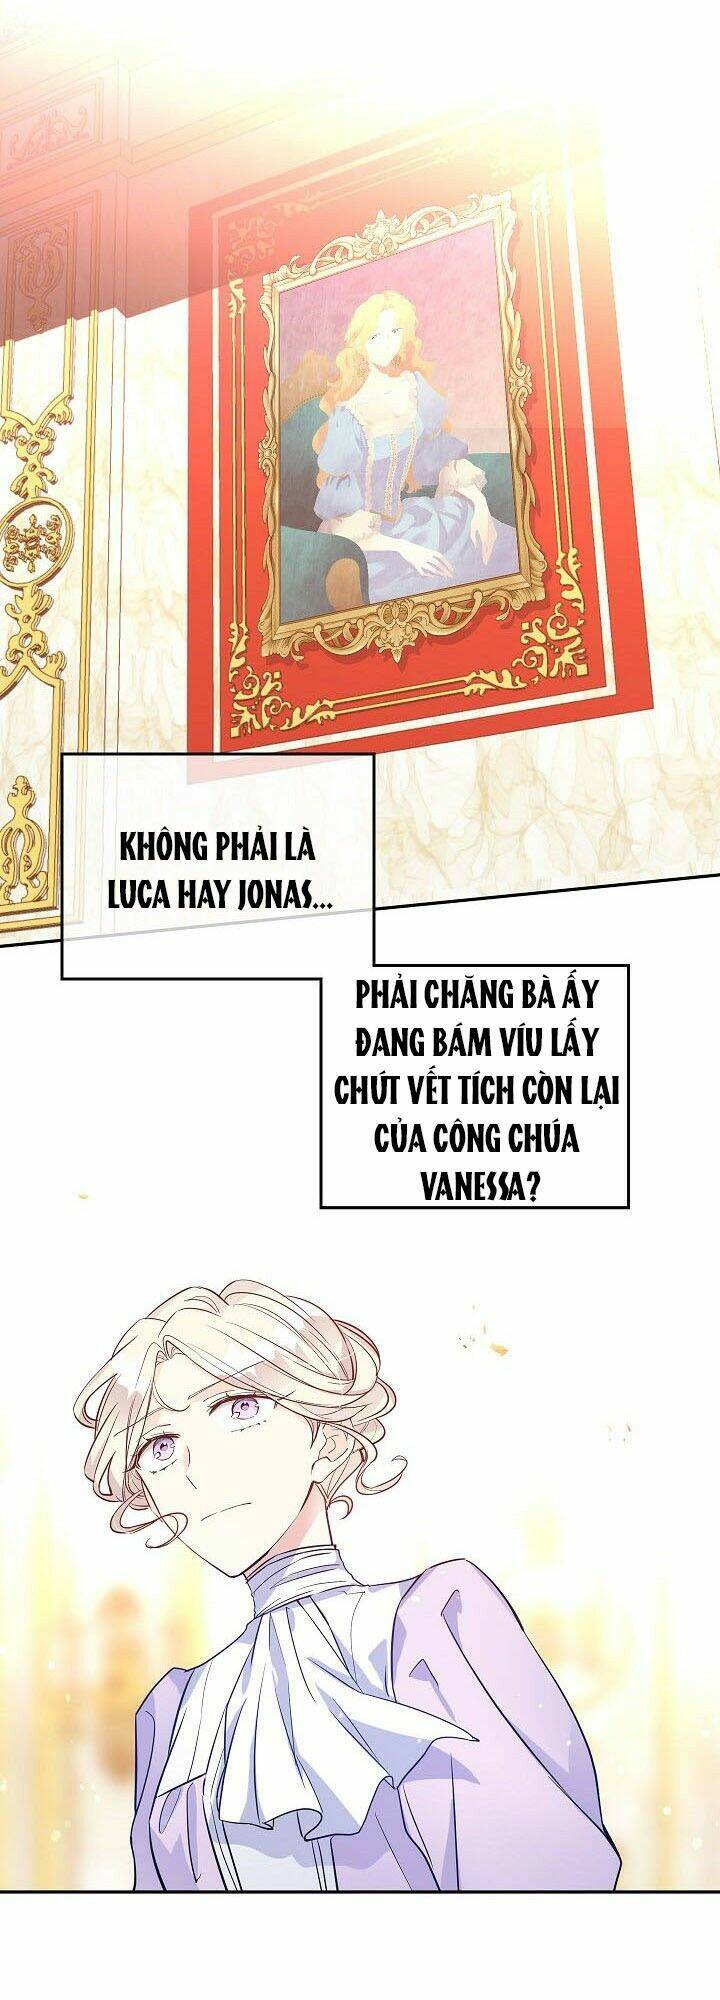 KHÔNG PHẢI LÀ
LUCA HAY JONAS...
PHẢI CHĂNG BÀ ẤY
ĐANG BÁM VÍU LẤY
CHÚT VẾT TÍCH CÒN LẠI
CỦA CÔNG CHÚA
VANESSA?